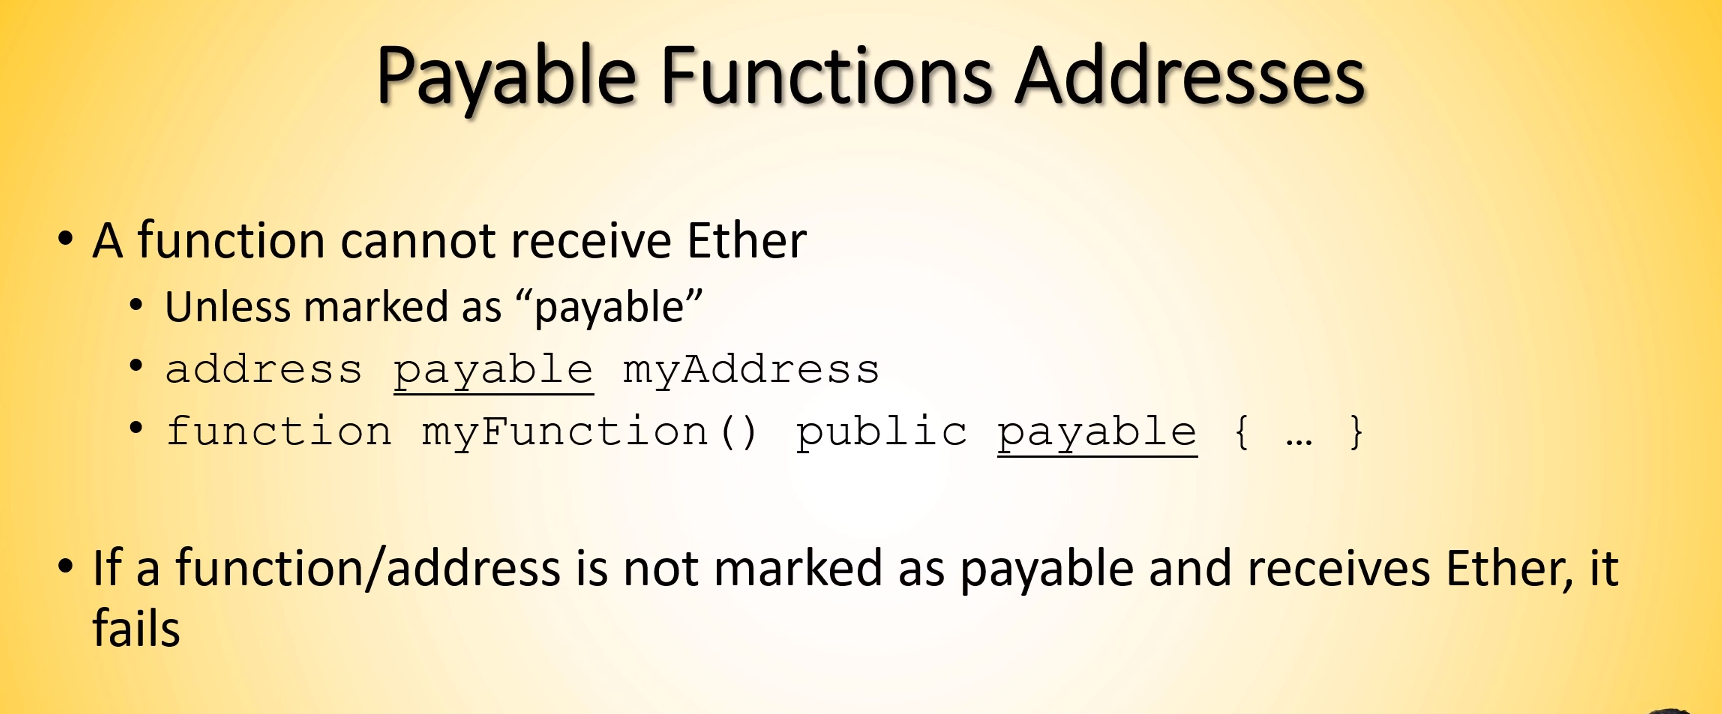 Payable Functions Addresses
• A function cannot receive Ether
• Unless marked as “payable”
• address payable myAddress
• function myFunction() public payable { … }
• If a function/address is not marked as payable and receives Ether, it
fails